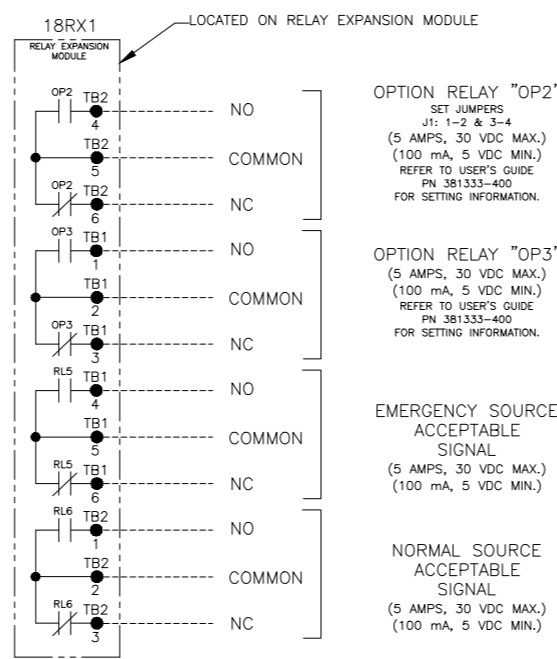 LOCATED ON RELAY EXPANSION MODULE
18RX1
RELAY EXPANSION
MODULE
OP2 TB2 4 NO
TB2 5 COMMON
OP2 TB2 6 NC
OPTION RELAY "OP2"
SET JUMPERS
J1: 1-2 & 3-4
(5 AMPS, 30 VDC MAX.)
(100 mA, 5 VDC MIN.)
REFER TO USER'S GUIDE
PN 381333-400
FOR SETTING INFORMATION.
OP3 TB1 1 NO
TB1 2 COMMON
OP3 TB1 3 NC
OPTION RELAY "OP3"
(5 AMPS, 30 VDC MAX.)
(100 mA, 5 VDC MIN.)
REFER TO USER'S GUIDE
PN 381333-400
FOR SETTING INFORMATION.
RL5 TB1 4 NO
TB1 5 COMMON
RL5 TB1 6 NC
EMERGENCY SOURCE
ACCEPTABLE
SIGNAL
(5 AMPS, 30 VDC MAX.)
(100 mA, 5 VDC MIN.)
RL6 TB2 1 NO
TB2 2 COMMON
RL6 TB2 3 NC
NORMAL SOURCE
ACCEPTABLE
SIGNAL
(5 AMPS, 30 VDC MAX.)
(100 mA, 5 VDC MIN.)